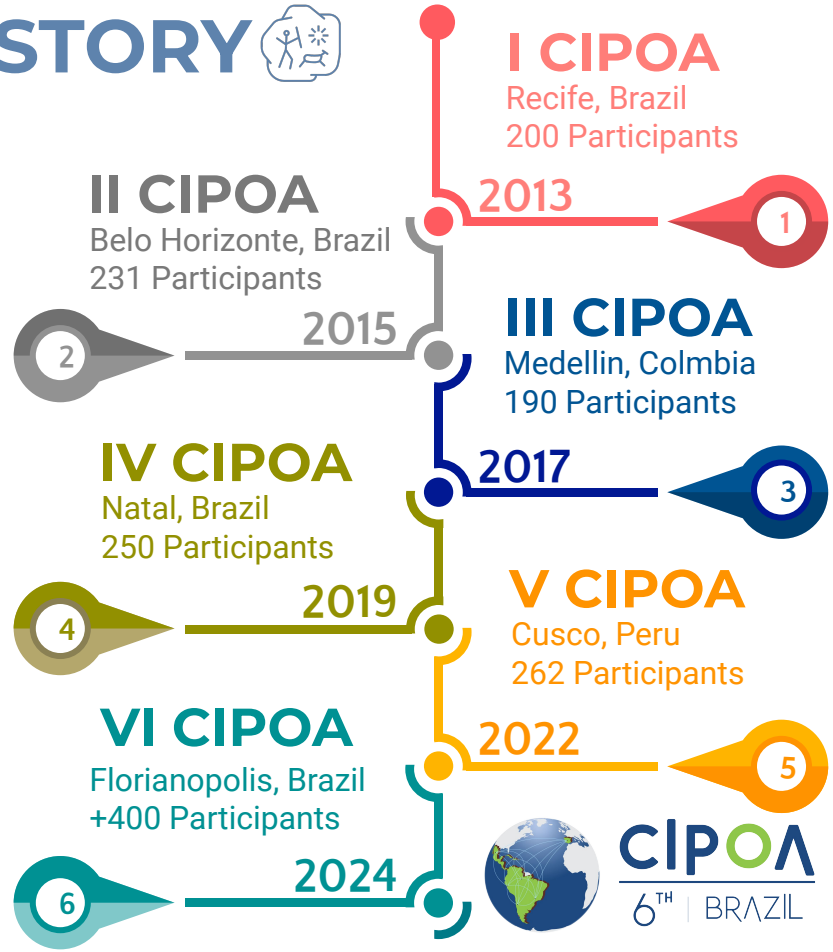 STORY
I CIPOA
Recife, Brazil
200 Participants
2013
1
II CIPOA
Belo Horizonte, Brazil
231 Participants
2015
2
III CIPOA
Medellin, Colmbia
190 Participants
2017
3
IV CIPOA
Natal, Brazil
250 Participants
2019
4
V CIPOA
Cusco, Peru
262 Participants
2022
5
VI CIPOA
Florianopolis, Brazil
+400 Participants
2024
6
CIPOA
6TH | BRAZIL